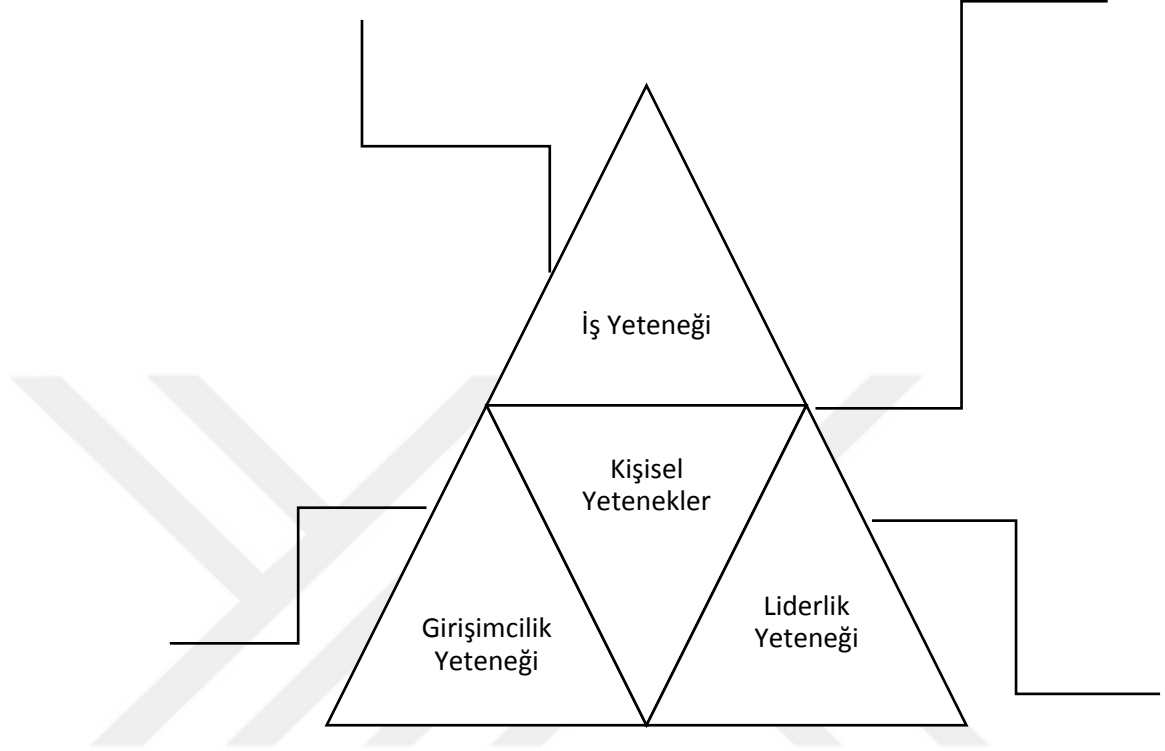 İş Yeteneği
Kişisel
Yetenekler
Girişimcilik
Yeteneği
Liderlik
Yeteneği